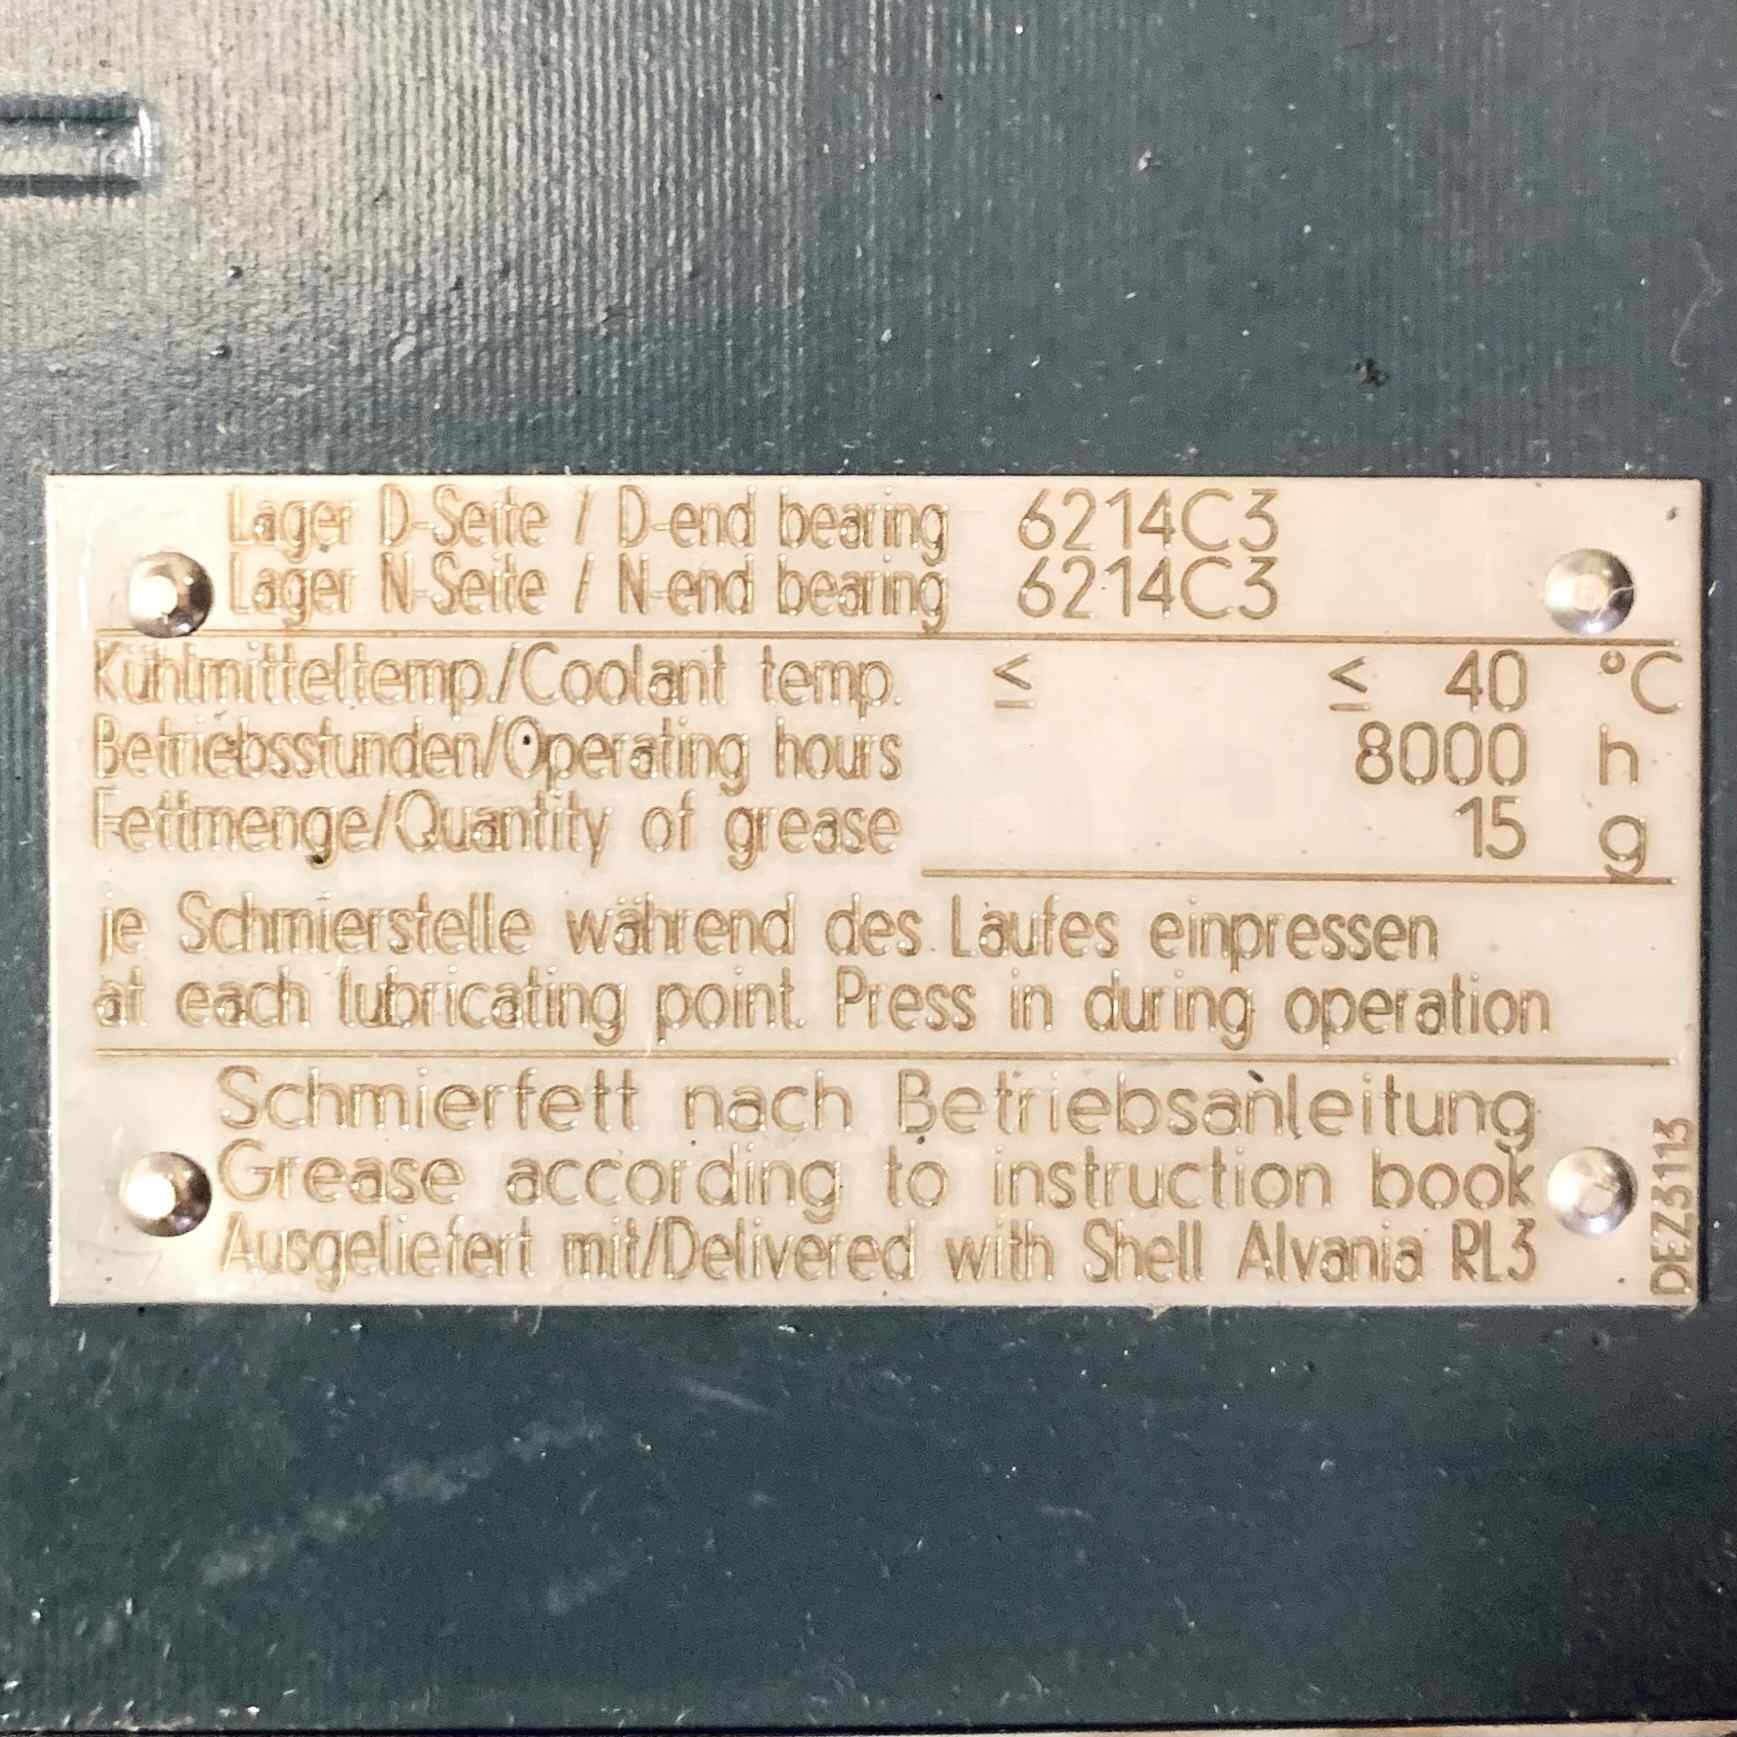 Lager D-Seite / D-end bearing 6214C3
Lager N-Seite / N-end bearing 6214C3
Kühlmitteltemp./Coolant temp. ≤ ≤ 40 °C
Betriebsstunden/Operating hours 8000 h
Fettmenge/Quantity of grease 15 g
je Schmierstelle während des Laufes einpressen
at each lubricating point. Press in during operation
Schmierfett nach Betriebsanleitung
Grease according to instruction book
Ausgeliefert mit/Delivered with Shell Alvania RL3
DEZ3113